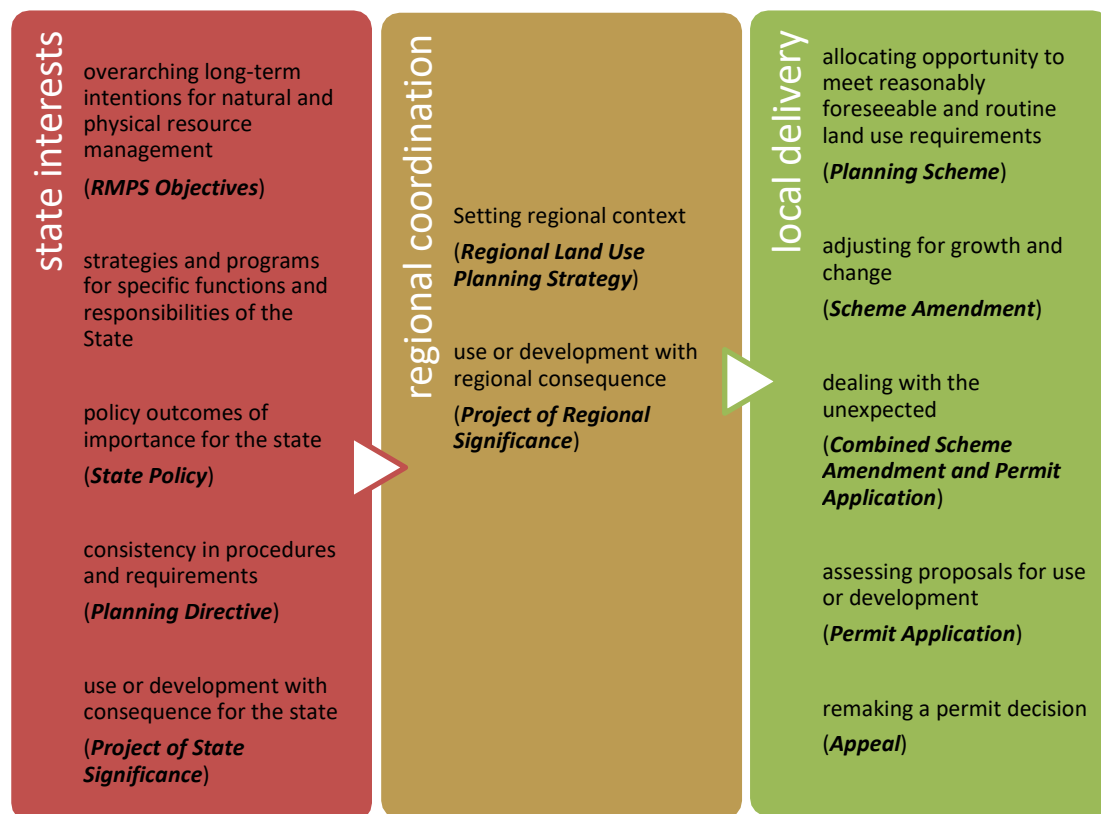 state interests
overarching long-term
intentions for natural and
physical resource
management
(RMPS Objectives)
strategies and programs
for specific functions and
responsibilities of the
State
policy outcomes of
importance for the state
(State Policy)
consistency in procedures
and requirements
(Planning Directive)
use or development with
consequence for the state
(Project of State
Significance)
regional coordination
Setting regional context
(Regional Land Use
Planning Strategy)
use or development with
regional consequence
(Project of Regional
Significance)
local delivery
allocating opportunity to
meet reasonably
foreseeable and routine
land use requirements
(Planning Scheme)
adjusting for growth and
change
(Scheme Amendment)
dealing with the
unexpected
(Combined Scheme
Amendment and Permit
Application)
assessing proposals for use
or development
(Permit Application)
remaking a permit decision
(Appeal)